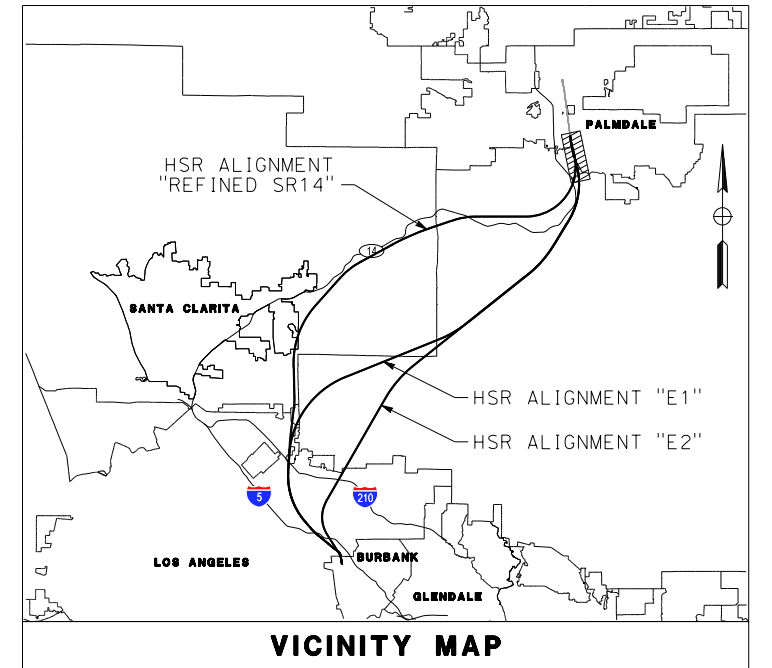 PALMDALE
HSR ALIGNMENT
"REFINED SR14"
14
SANTA CLARITA
HSR ALIGNMENT "E1"
HSR ALIGNMENT "E2"
5
210
LOS ANGELES
BURBANK
GLENDALE
VICINITY MAP